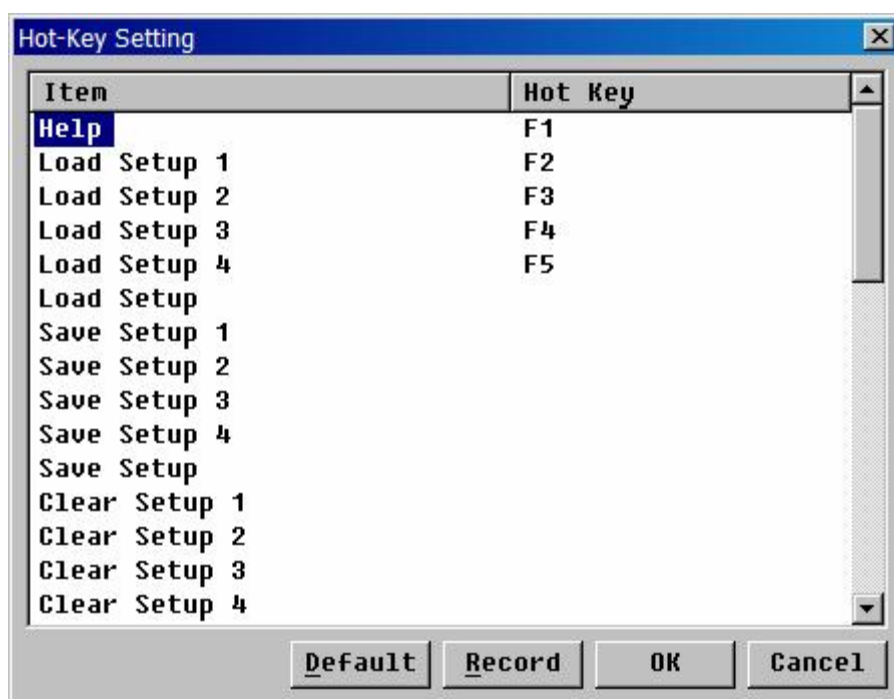 Hot-Key Setting
Item Hot Key
Help F1
Load Setup 1 F2
Load Setup 2 F3
Load Setup 3 F4
Load Setup 4 F5
Load Setup
Save Setup 1
Save Setup 2
Save Setup 3
Save Setup 4
Save Setup
Clear Setup 1
Clear Setup 2
Clear Setup 3
Clear Setup 4
Default Record OK Cancel